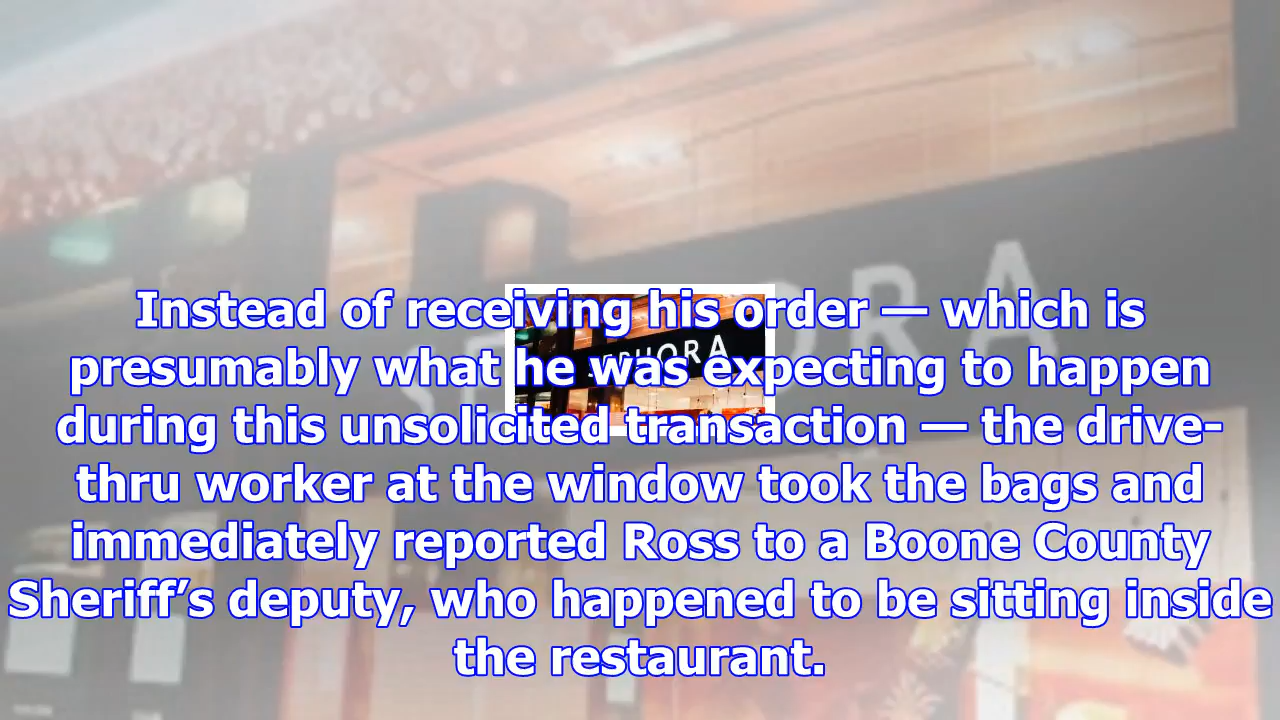 Instead of receiving his order — which is
presumably what he was expecting to happen
during this unsolicited transaction — the drive-
thru worker at the window took the bags and
immediately reported Ross to a Boone County
Sheriff’s deputy, who happened to be sitting inside
the restaurant.